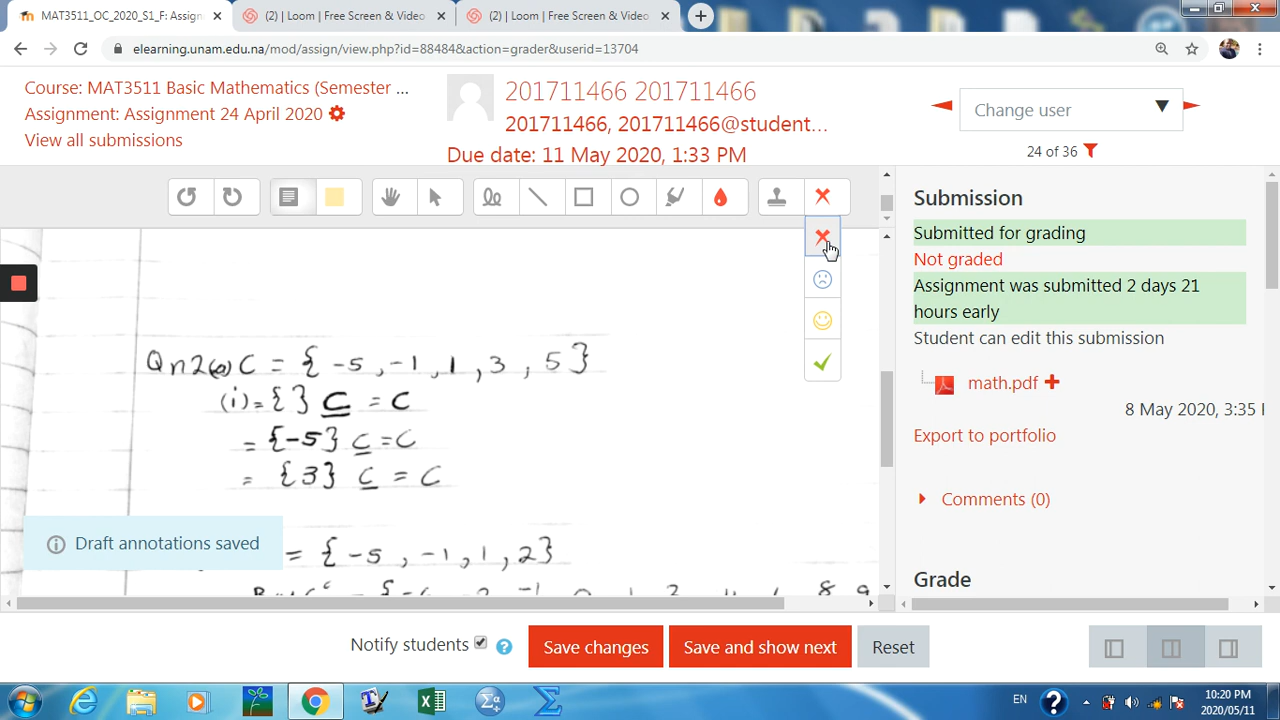 MAT3511_OC_2020_S1_F: Assign
(2) | Loom | Free Screen & Video
(2) | Loom | Free Screen & Video
elearning.unam.edu.na/mod/assign/view.php?id=88484&action=grader&userid=13704
Course: MAT3511 Basic Mathematics (Semester ...
Assignment: Assignment 24 April 2020
View all submissions
201711466 201711466
201711466, 201711466@student...
Due date: 11 May 2020, 1:33 PM
Change user
24 of 36
Submission
Submitted for grading
Not graded
Assignment was submitted 2 days 21
hours early
Student can edit this submission
math.pdf
8 May 2020, 3:35 
Export to portfolio
Comments (0)
Grade
Qn2(a) C = { -5 , -1 , 1 , 3 , 5 }
(i) = { } C = C
= {-5} C = C
= {3} C = C
= { -5 , -1 , 1 , 2 }
Draft annotations saved
Notify students
Save changes
Save and show next
Reset
EN
10:20 PM
2020/05/11